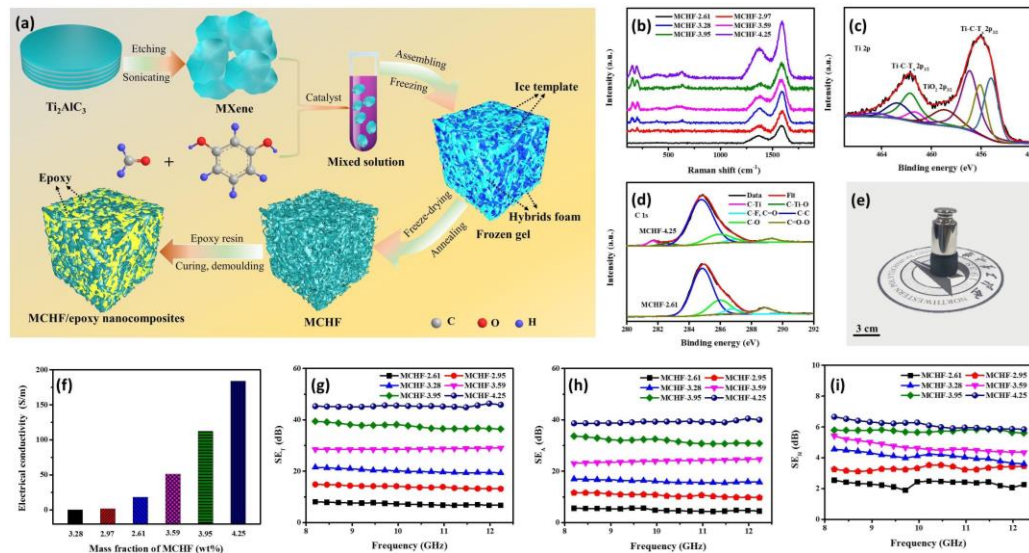 (a)
Etching
Sonicating
Ti₂AlC₃
MXene
Catalyst
Assembling
Freezing
Mixed solution
Ice template
Hybrids foam
Frozen gel
+
Epoxy
Freeze-drying
Annealing
Epoxy resin
Curing, demoulding
MCHF/epoxy nanocomposites
MCHF
C O H
(b)
MCHF-2.61 MCHF-2.97
MCHF-3.28 MCHF-3.59
MCHF-3.95 MCHF-4.25
Intensity (a.u.)
500 1000 1500
Raman shift (cm⁻¹)
(c)
Ti 2p
Ti-C-Tₓ 2p₃/₂
Ti-C-Tₓ 2p₁/₂
TiO₂ 2p₃/₂
Intensity (a.u.)
464 460 456
Binding energy (eV)
(d)
Data Fit
C-Ti C-Ti-O
C-F, C=O C-C
C-O C=O-O
C 1s
MCHF-4.25
MCHF-2.61
Intensity (a.u.)
280 282 284 286 288 290 292
Binding energy (eV)
(e)
NORTHWESTERN
3 cm
(f)
Electrical conductivity (S/m)
200
150
100
50
0
3.28 2.97 2.61 3.59 3.95 4.25
Mass fraction of MCHF (wt%)
(g)
MCHF-2.61 MCHF-2.95
MCHF-3.28 MCHF-3.59
MCHF-3.95 MCHF-4.25
60
40
20
0
8 9 10 11 12
Frequency (GHz)
(h)
MCHF-2.61 MCHF-2.95
MCHF-3.28 MCHF-3.59
MCHF-3.95 MCHF-4.25
60
40
20
0
8 9 10 11 12
Frequency (GHz)
(i)
MCHF-2.61 MCHF-2.95
MCHF-3.28 MCHF-3.59
MCHF-3.95 MCHF-4.25
8
6
4
2
0
8 9 10 11 12
Frequency (GHz)